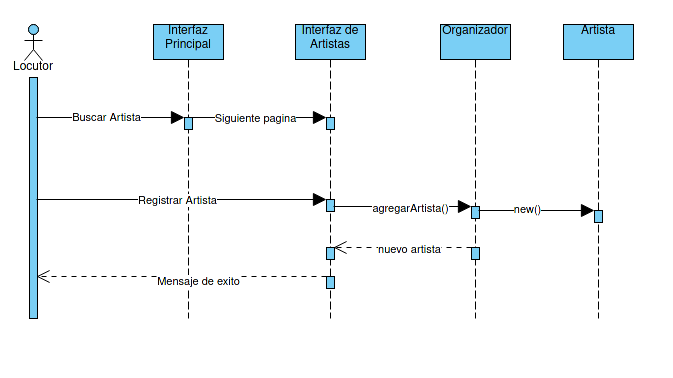 Locutor
Interfaz
Principal
Interfaz de
Artistas
Organizador
Artista
Buscar Artista
Siguiente pagina
Registrar Artista
agregarArtista()
new()
nuevo artista
Mensaje de exito